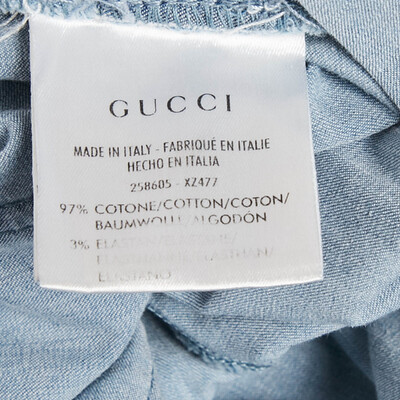 GUCCI
MADE IN ITALY - FABRIQUÉ EN ITALIE
HECHO EN ITALIA
258605 - XZ477
97% COTONE/COTTON/COTON/
BAUMWOLLE/ALGODÓN
3%
ELASTANO